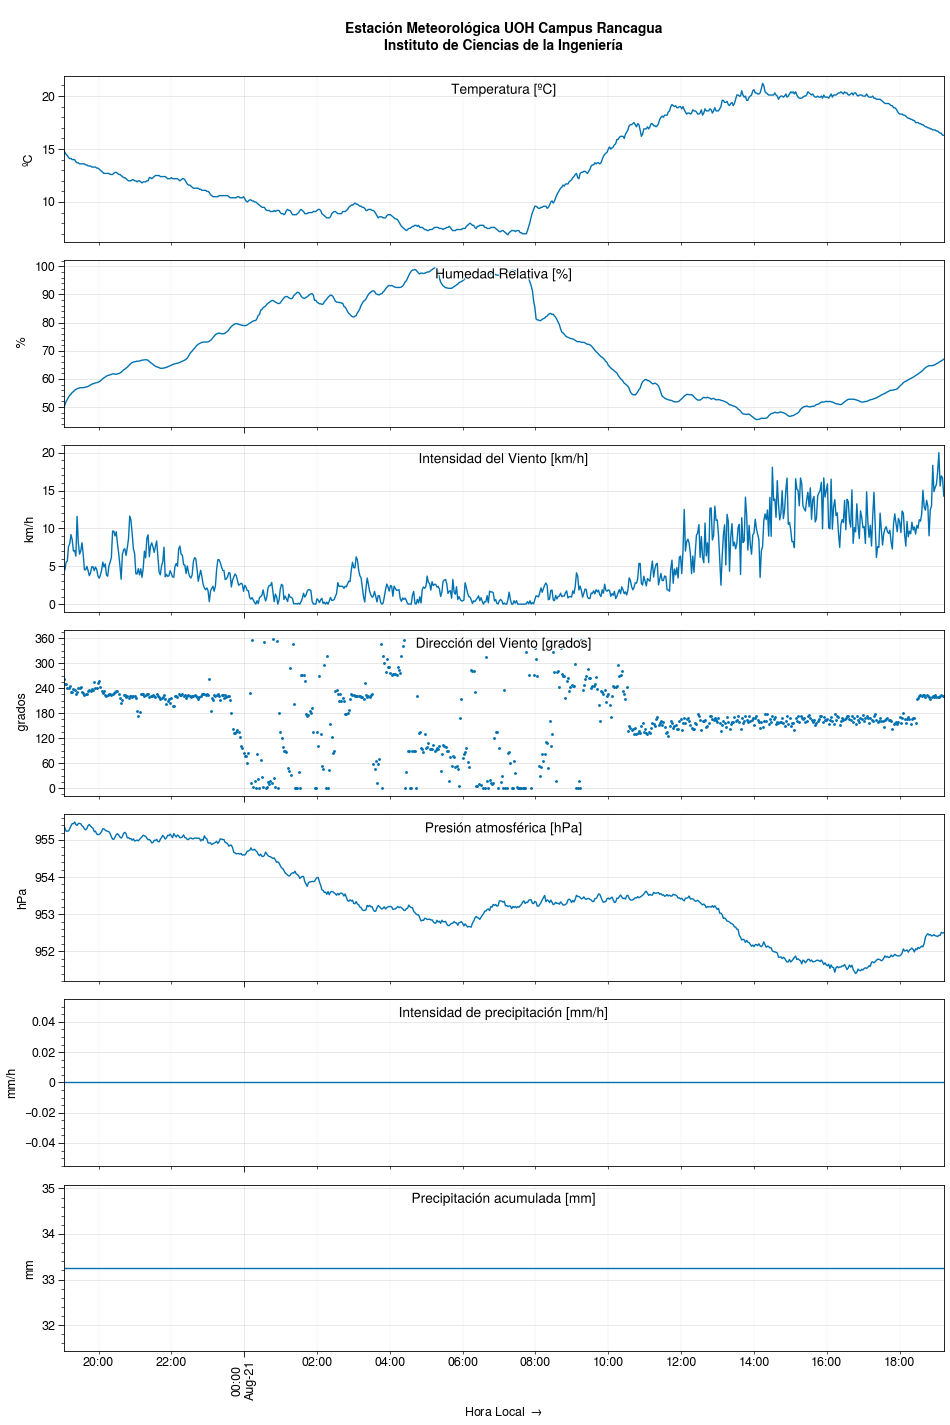 Estación Meteorológica UOH Campus Rancagua
Instituto de Ciencias de la Ingeniería
Temperatura [ºC]
20
15
10
ºC
Humedad Relativa [%]
100
90
80
70
60
50
%
Intensidad del Viento [km/h]
20
15
10
5
0
km/h
Dirección del Viento [grados]
360
300
240
180
120
60
0
grados
Presión atmosférica [hPa]
955
954
953
952
hPa
Intensidad de precipitación [mm/h]
0.04
0.02
0
−0.02
−0.04
mm/h
Precipitación acumulada [mm]
35
34
33
32
mm
20:00 22:00 00:00 02:00 04:00 06:00 08:00 10:00 12:00 14:00 16:00 18:00
Aug-21
Hora Local →